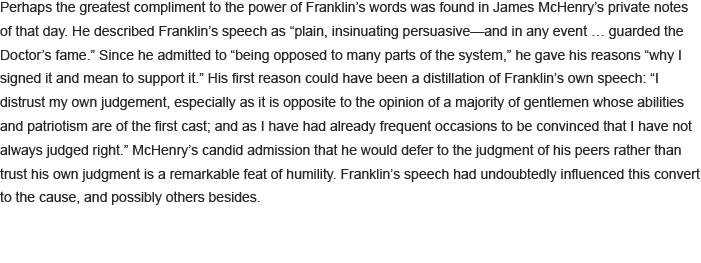 Perhaps the greatest compliment to the power of Franklin’s words was found in James McHenry’s private notes
of that day. He described Franklin’s speech as “plain, insinuating persuasive—and in any event … guarded the
Doctor’s fame.” Since he admitted to “being opposed to many parts of the system,” he gave his reasons “why I
signed it and mean to support it.” His first reason could have been a distillation of Franklin’s own speech: “I
distrust my own judgement, especially as it is opposite to the opinion of a majority of gentlemen whose abilities
and patriotism are of the first cast; and as I have had already frequent occasions to be convinced that I have not
always judged right.” McHenry’s candid admission that he would defer to the judgment of his peers rather than
trust his own judgment is a remarkable feat of humility. Franklin’s speech had undoubtedly influenced this convert
to the cause, and possibly others besides.